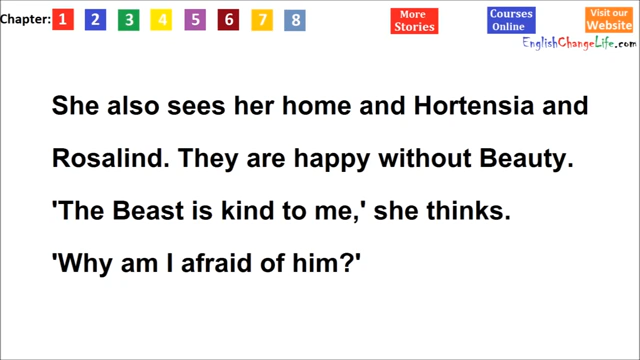 Chapter: 1 2 3 4 5 6 7 8
More Stories
Courses Online
Visit our Website
EnglishChangeLife.com
She also sees her home and Hortensia and
Rosalind. They are happy without Beauty.
'The Beast is kind to me,' she thinks.
'Why am I afraid of him?'